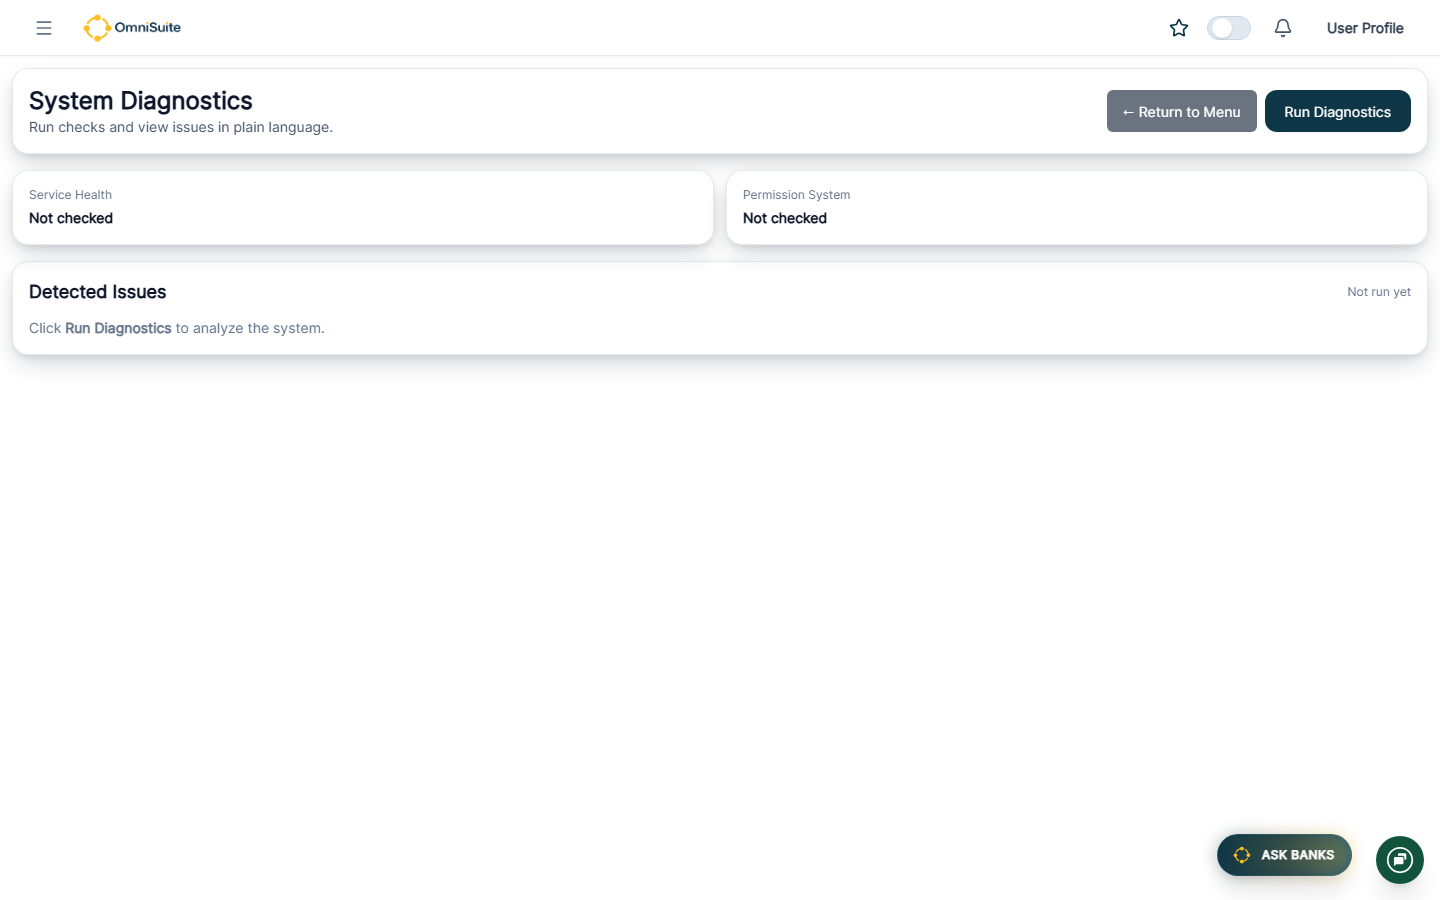 OmniSuite
User Profile
System Diagnostics
Run checks and view issues in plain language.
← Return to Menu
Run Diagnostics
Service Health
Not checked
Permission System
Not checked
Detected Issues
Not run yet
Click Run Diagnostics to analyze the system.
ASK BANKS